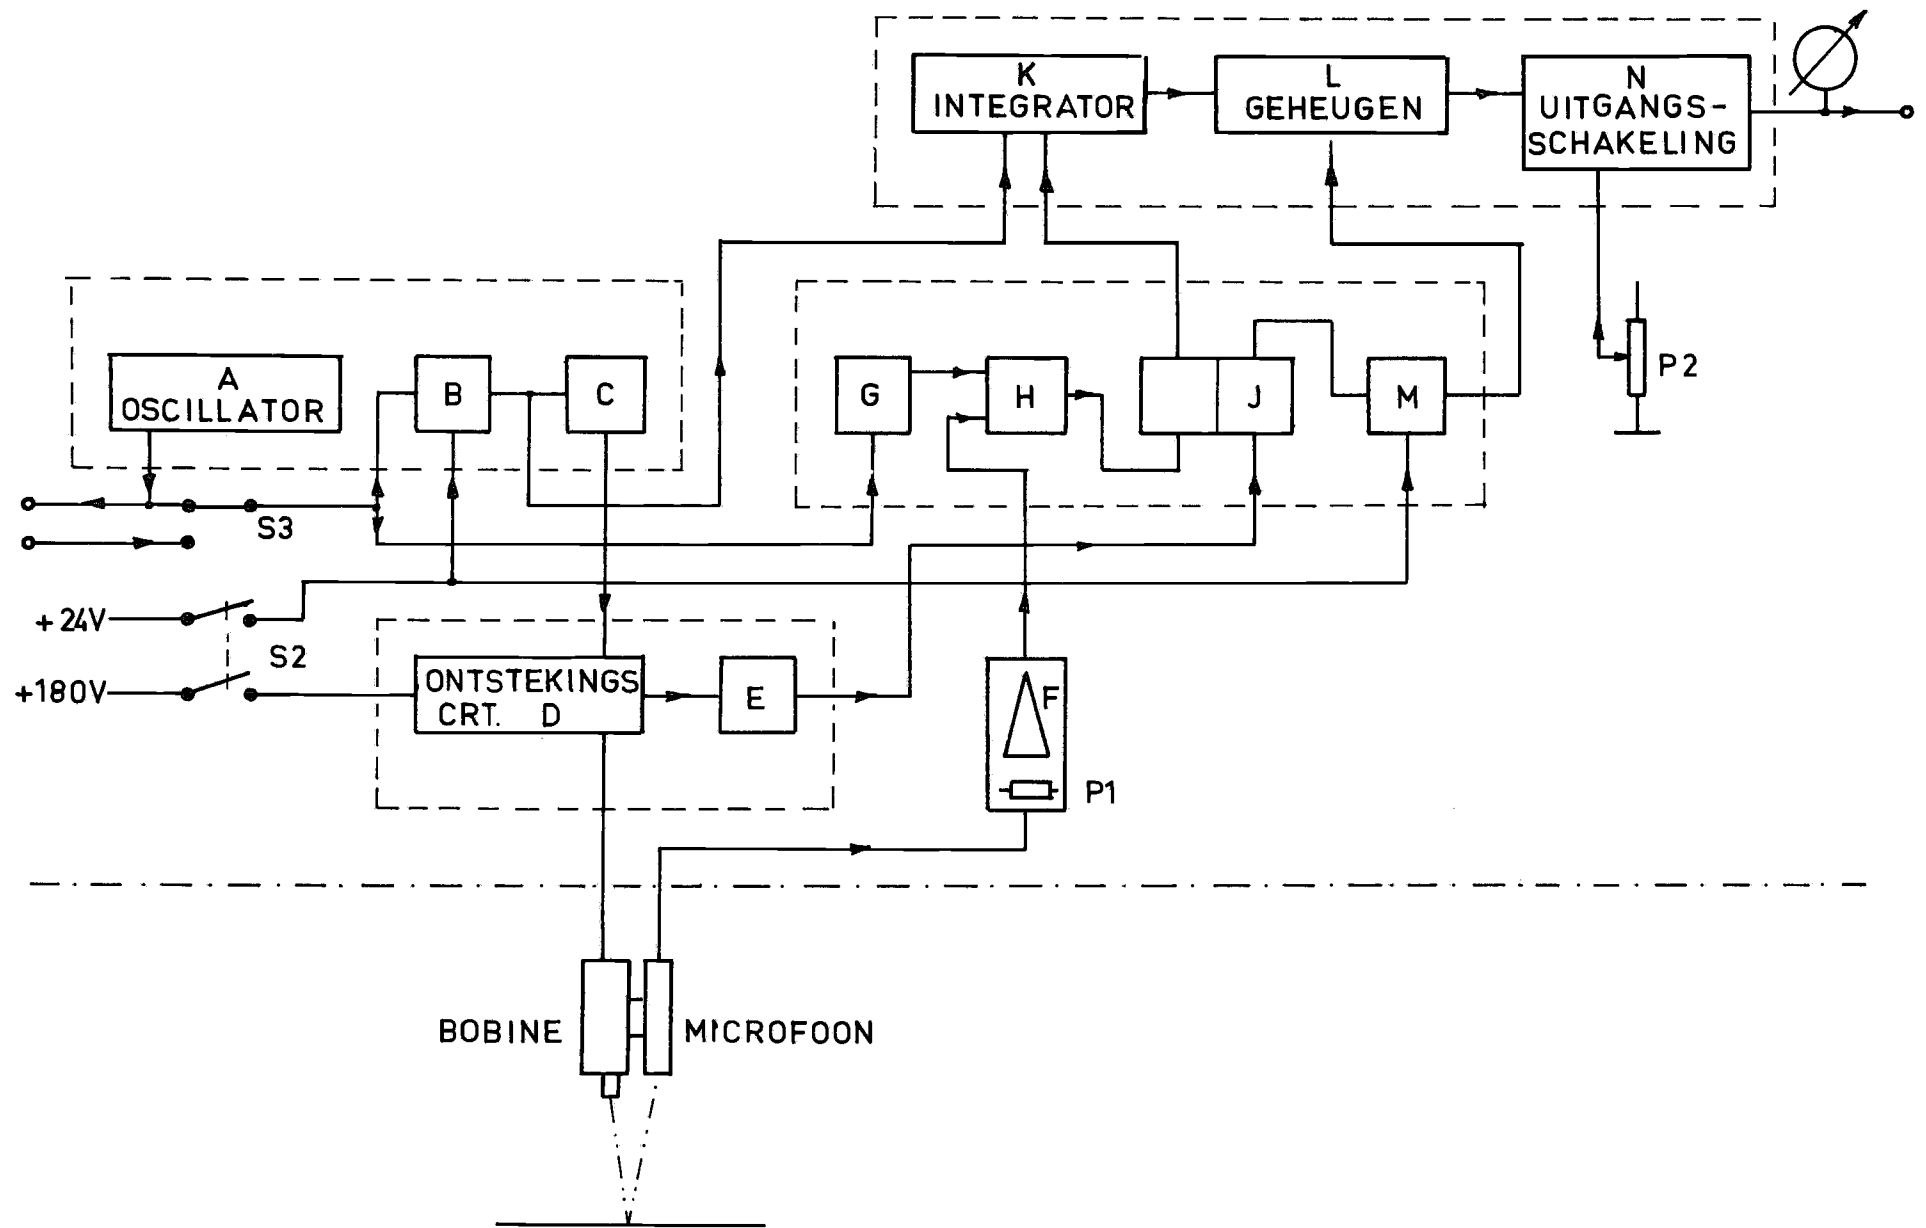 K
INTEGRATOR
L
GEHEUGEN
N
UITGANGS-
SCHAKELING
A
OSCILLATOR
B
C
G
H
J
M
P2
S3
+24V
S2
+180V
ONTSTEKINGS
CRT. D
E
F
P1
BOBINE
MICROFOON